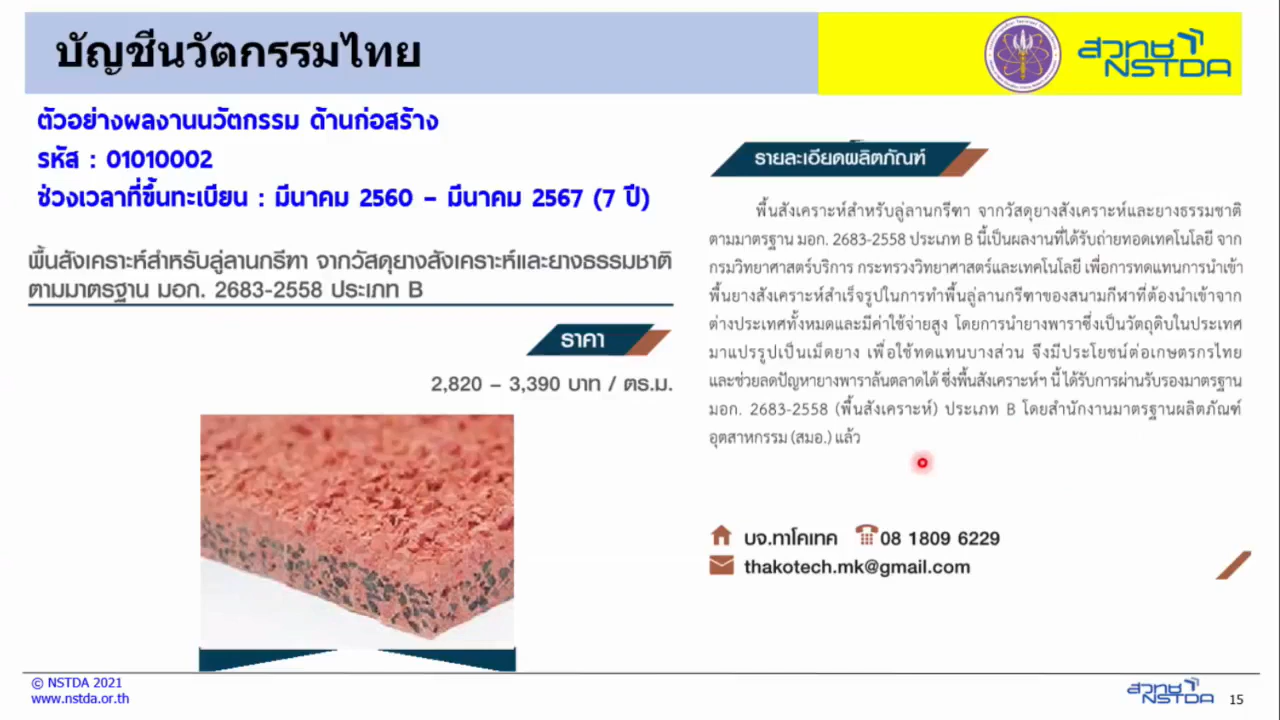 บัญชีนวัตกรรมไทย
สวทช
NSTDA
ตัวอย่างผลงานนวัตกรรม ด้านก่อสร้าง
รหัส : 01010002
ช่วงเวลาที่ขึ้นทะเบียน : มีนาคม 2560 – มีนาคม 2567 (7 ปี)
พื้นสังเคราะห์สำหรับลู่ลานกรีฑา จากวัสดุยางสังเคราะห์และยางธรรมชาติ
ตามมาตรฐาน มอก. 2683-2558 ประเภท B
ราคา
2,820 – 3,390 บาท / ตร.ม.
รายละเอียดผลิตภัณฑ์
พื้นสังเคราะห์สำหรับลู่ลานกรีฑา จากวัสดุยางสังเคราะห์และยางธรรมชาติ
ตามมาตรฐาน มอก. 2683-2558 ประเภท B นี้เป็นผลงานที่ได้รับถ่ายทอดเทคโนโลยี จาก
กรมวิทยาศาสตร์บริการ กระทรวงวิทยาศาสตร์และเทคโนโลยี เพื่อการทดแทนการนำเข้า
พื้นยางสังเคราะห์สำเร็จรูปในการทำพื้นลู่ลานกรีฑาของสนามกีฬาที่ต้องนำเข้าจาก
ต่างประเทศทั้งหมดและมีค่าใช้จ่ายสูง โดยการนำยางพาราซึ่งเป็นวัตถุดิบในประเทศ
มาแปรรูปเป็นเม็ดยาง เพื่อใช้ทดแทนบางส่วน จึงมีประโยชน์ต่อเกษตรกรไทย
และช่วยลดปัญหายางพาราล้นตลาดได้ ซึ่งพื้นสังเคราะห์ฯ นี้ ได้รับการผ่านรับรองมาตรฐาน
มอก. 2683-2558 (พื้นสังเคราะห์) ประเภท B โดยสำนักงานมาตรฐานผลิตภัณฑ์
อุตสาหกรรม (สมอ.) แล้ว
บจ.ทาโคเทค 08 1809 6229
thakotech.mk@gmail.com
© NSTDA 2021
www.nstda.or.th
สวทช
NSTDA
15